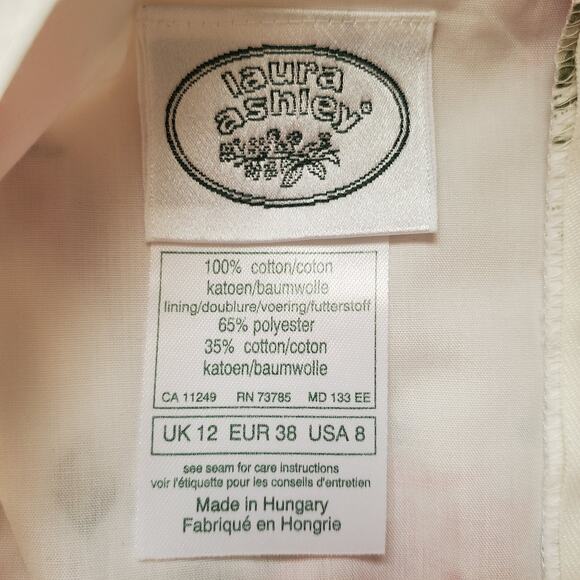 laura
ashley®
100% cotton/coton
katoen/baumwolle
lining/doublure/voering/futterstoff
65% polyester
35% cotton/coton
katoen/baumwolle
CA 11249 RN 73785 MD 133 EE
UK 12 EUR 38 USA 8
see seam for care instructions
voir l'étiquette pour les conseils d'entretien
Made in Hungary
Fabriqué en Hongrie